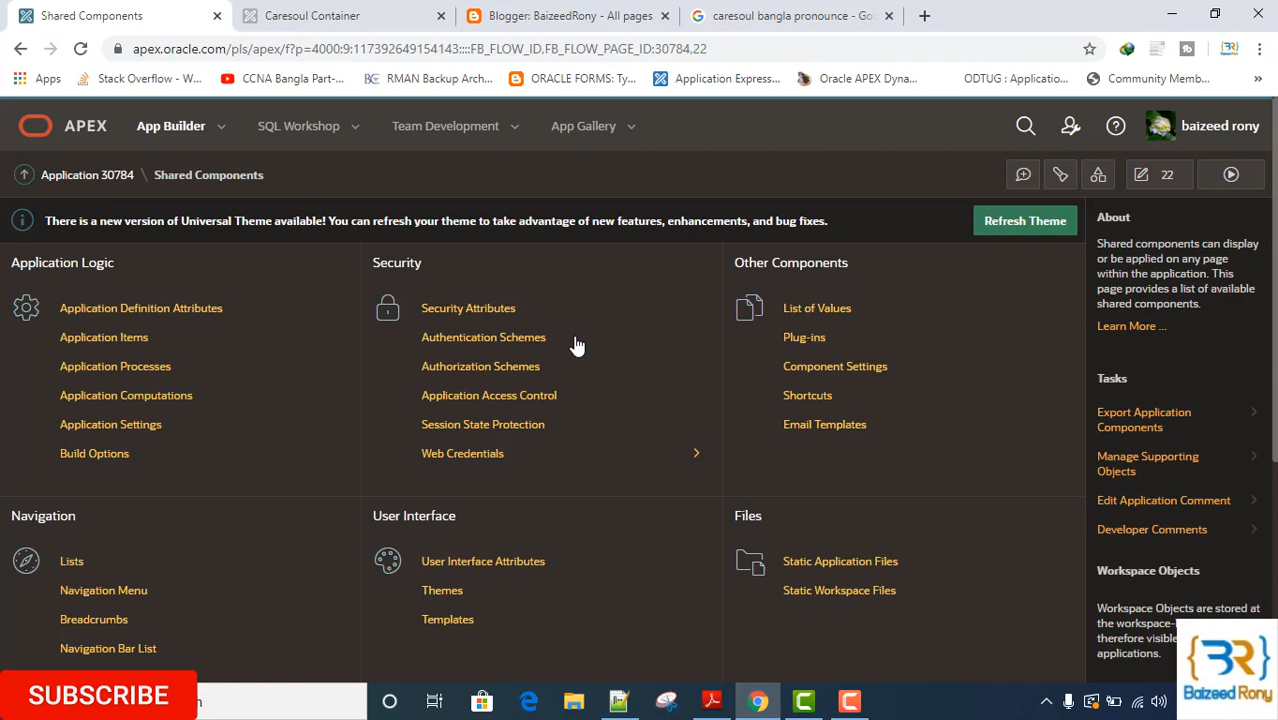 Shared Components
Caresoul Container
Blogger: BaizeedRony - All pages
caresoul bangla pronounce - Goo
apex.oracle.com/pls/apex/f?p=4000:9:117392649154143::::FB_FLOW_ID,FB_FLOW_PAGE_ID:30784,22
Apps
Stack Overflow - W...
CCNA Bangla Part-...
RMAN Backup Arch...
ORACLE FORMS: Ty...
Application Express...
Oracle APEX Dyna...
ODTUG : Applicatio...
Community Memb...
»
APEX
App Builder
SQL Workshop
Team Development
App Gallery
baizeed rony
Application 30784 \ Shared Components
22
There is a new version of Universal Theme available! You can refresh your theme to take advantage of new features, enhancements, and bug fixes.
Refresh Theme
Application Logic
Application Definition Attributes
Application Items
Application Processes
Application Computations
Application Settings
Build Options
Security
Security Attributes
Authentication Schemes
Authorization Schemes
Application Access Control
Session State Protection
Web Credentials
Other Components
List of Values
Plug-ins
Component Settings
Shortcuts
Email Templates
Navigation
Lists
Navigation Menu
Breadcrumbs
Navigation Bar List
User Interface
User Interface Attributes
Themes
Templates
Files
Static Application Files
Static Workspace Files
About
Shared components can display
or be applied on any page
within the application. This
page provides a list of available
shared components.
Learn More ...
Tasks
Export Application
Components
Manage Supporting
Objects
Edit Application Comment
Developer Comments
Workspace Objects
Workspace Objects are stored at
the workspace-
therefore visible
applications.
BR
Baizeed Rony
SUBSCRIBE